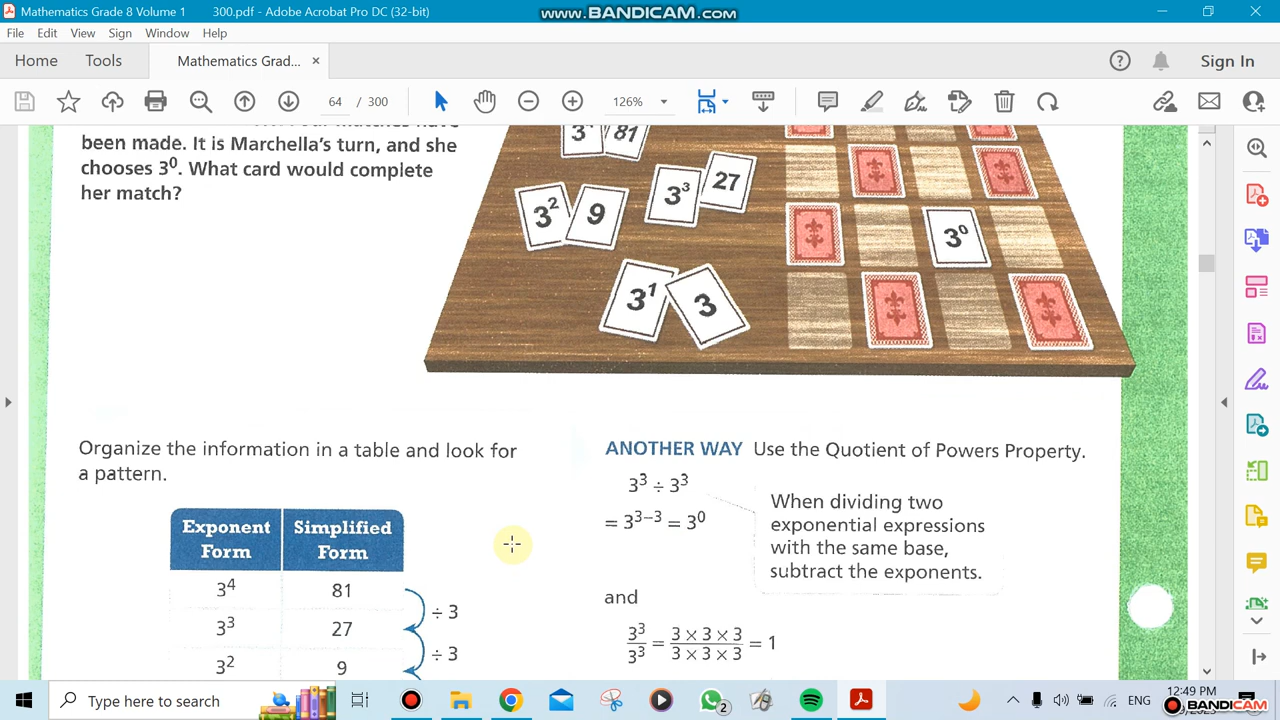 Mathematics Grade 8 Volume 1 300.pdf - Adobe Acrobat Pro DC (32-bit)
www.BANDICAM.com
File Edit View Sign Window Help
Home Tools Mathematics Grad... × Sign In
64 / 300 126%
been made. It is Marchella's turn, and she
chooses 3⁰. What card would complete
her match?
81
3³ 27
3² 9
3⁰
3¹ 3
Organize the information in a table and look for
a pattern.
Exponent Form Simplified Form
3⁴ 81
÷ 3
3³ 27
÷ 3
3² 9
ANOTHER WAY Use the Quotient of Powers Property.
3³ ÷ 3³
= 3³⁻³ = 3⁰
When dividing two
exponential expressions
with the same base,
subtract the exponents.
and
3³/3³ = 3 × 3 × 3/3 × 3 × 3 = 1
Type here to search
2
ENG
12:49 PM
BANDICAM